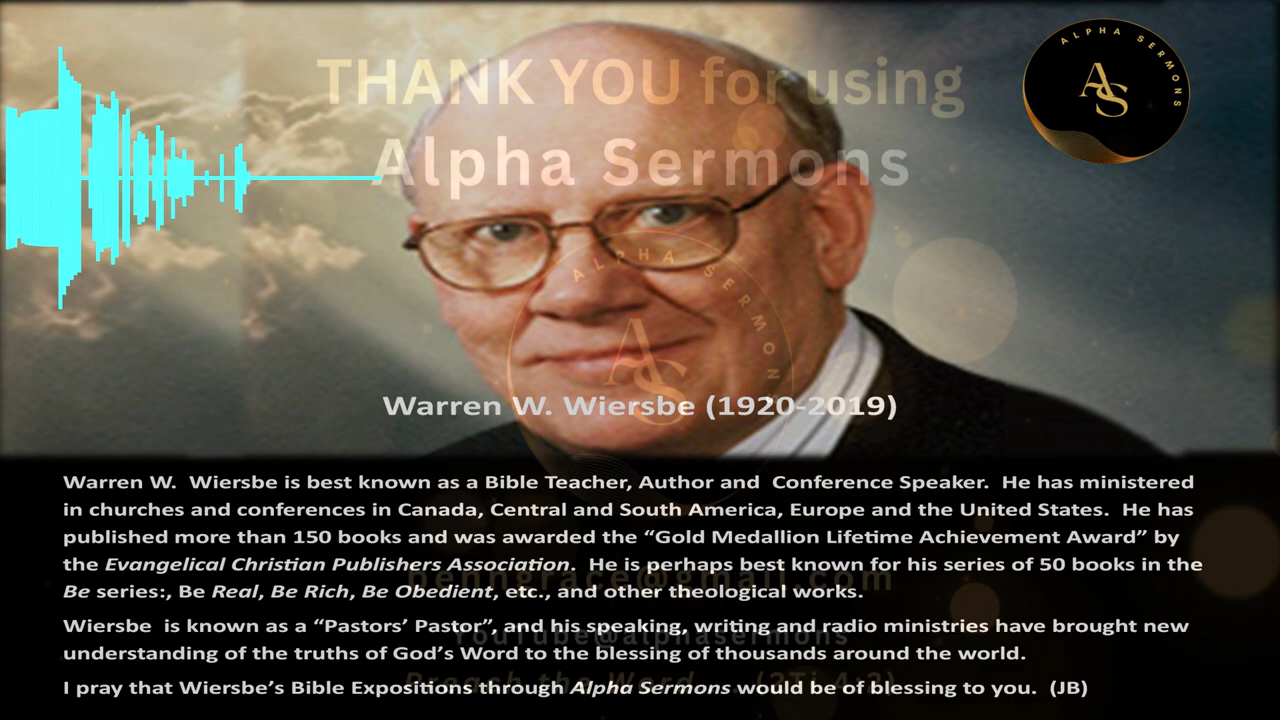 ALPHA SERMONS
AS
THANK YOU for using
Alpha Sermons
ALPHA SERMONS
AS
Warren W. Wiersbe (1920-2019)
Warren W.  Wiersbe is best known as a Bible Teacher, Author and  Conference Speaker.  He has ministered
in churches and conferences in Canada, Central and South America, Europe and the United States.  He has
published more than 150 books and was awarded the “Gold Medallion Lifetime Achievement Award” by
the Evangelical Christian Publishers Association.  He is perhaps best known for his series of 50 books in the
Be series:, Be Real, Be Rich, Be Obedient, etc., and other theological works.
Wiersbe  is known as a “Pastors’ Pastor”, and his speaking, writing and radio ministries have brought new
YouTube@alphasermons
understanding of the truths of God’s Word to the blessing of thousands around the world.
I pray that Wiersbe’s Bible Expositions through Alpha Sermons would be of blessing to you.  (JB)